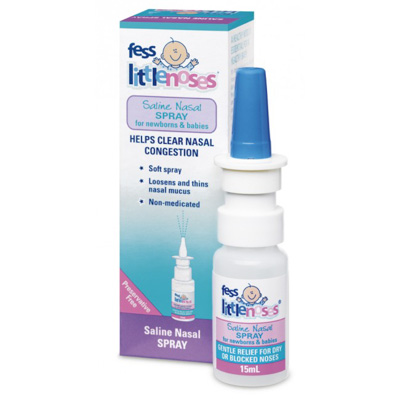 fess
littlenoses®
Saline Nasal
SPRAY
for newborns & babies
HELPS CLEAR NASAL
CONGESTION
• Soft spray
• Loosens and thins
nasal mucus
• Non-medicated
Preservative
Free
Saline Nasal
SPRAY
fess
littlenoses®
Saline Nasal
SPRAY
for newborns & babies
GENTLE RELIEF FOR DRY
OR BLOCKED NOSES
15mL